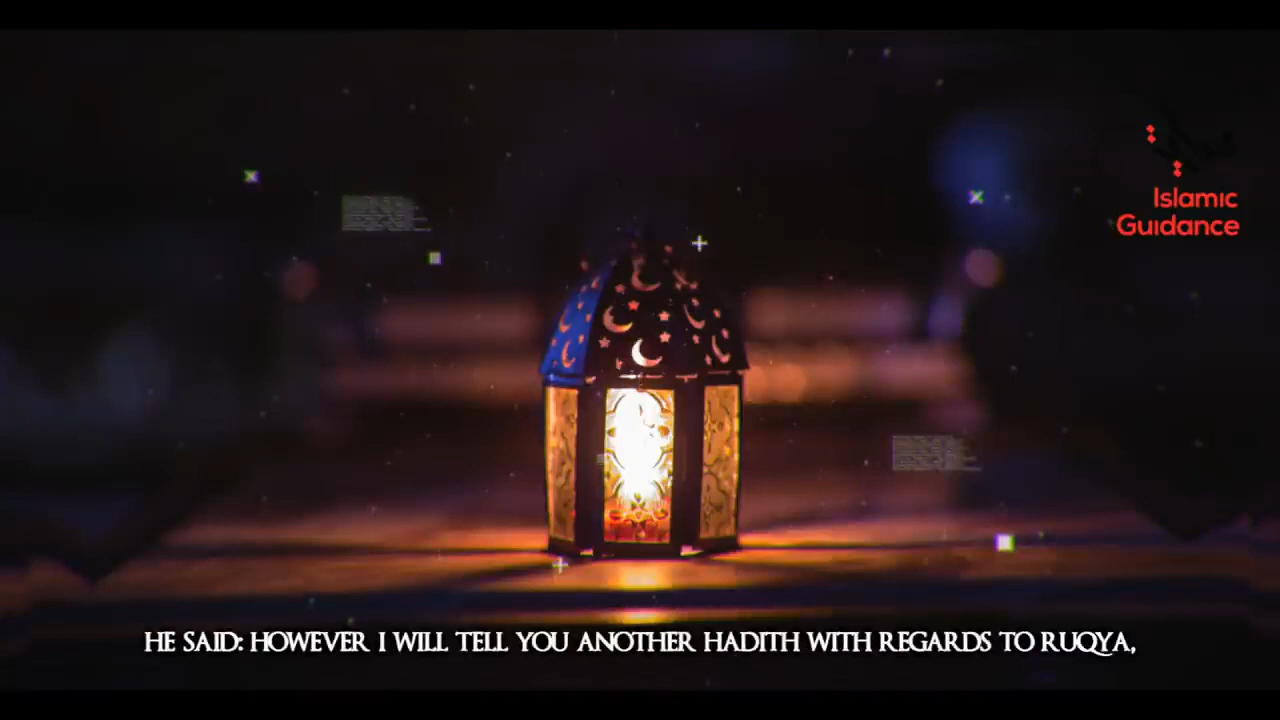 Islamic
Guidance
HE SAID: HOWEVER I WILL TELL YOU ANOTHER HADITH WITH REGARDS TO RUQYA,